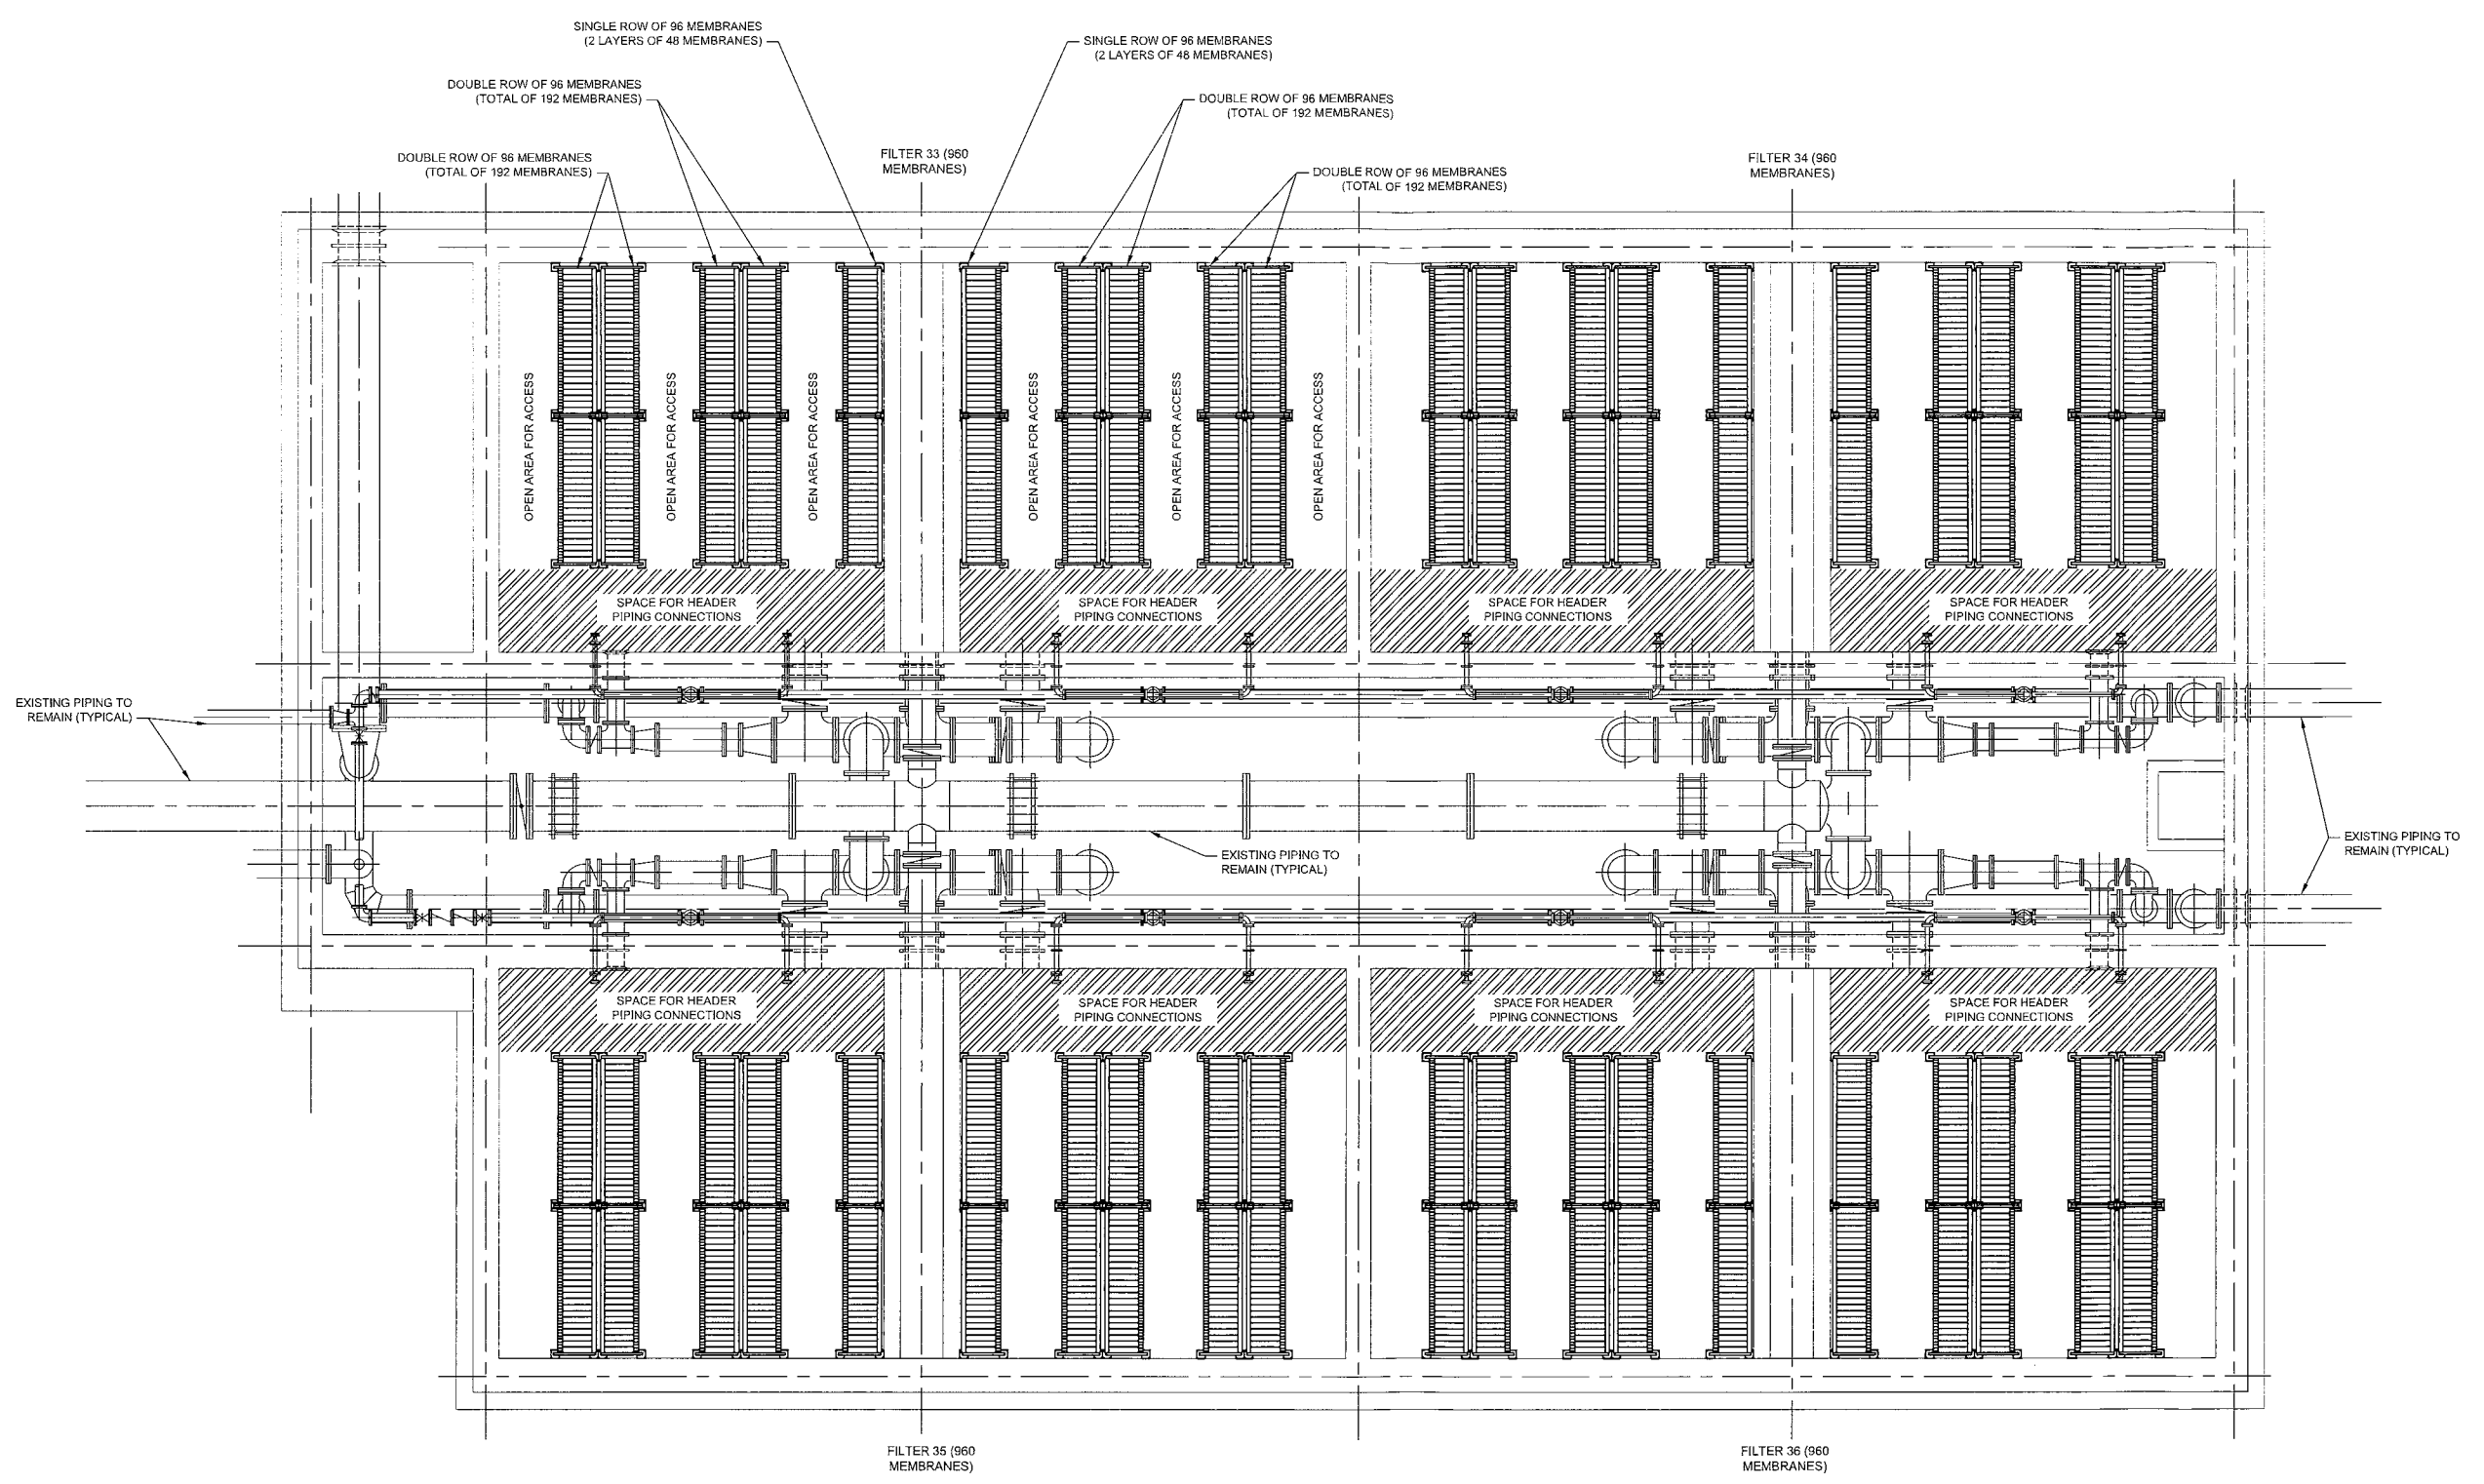 SINGLE ROW OF 96 MEMBRANES
(2 LAYERS OF 48 MEMBRANES)
SINGLE ROW OF 96 MEMBRANES
(2 LAYERS OF 48 MEMBRANES)
DOUBLE ROW OF 96 MEMBRANES
(TOTAL OF 192 MEMBRANES)
DOUBLE ROW OF 96 MEMBRANES
(TOTAL OF 192 MEMBRANES)
DOUBLE ROW OF 96 MEMBRANES
(TOTAL OF 192 MEMBRANES)
FILTER 33 (960
MEMBRANES)
FILTER 34 (960
MEMBRANES)
DOUBLE ROW OF 96 MEMBRANES
(TOTAL OF 192 MEMBRANES)
OPEN AREA FOR ACCESS
OPEN AREA FOR ACCESS
OPEN AREA FOR ACCESS
OPEN AREA FOR ACCESS
OPEN AREA FOR ACCESS
OPEN AREA FOR ACCESS
SPACE FOR HEADER
PIPING CONNECTIONS
SPACE FOR HEADER
PIPING CONNECTIONS
SPACE FOR HEADER
PIPING CONNECTIONS
SPACE FOR HEADER
PIPING CONNECTIONS
EXISTING PIPING TO
REMAIN (TYPICAL)
EXISTING PIPING TO
REMAIN (TYPICAL)
EXISTING PIPING TO
REMAIN (TYPICAL)
SPACE FOR HEADER
PIPING CONNECTIONS
SPACE FOR HEADER
PIPING CONNECTIONS
SPACE FOR HEADER
PIPING CONNECTIONS
SPACE FOR HEADER
PIPING CONNECTIONS
FILTER 35 (960
MEMBRANES)
FILTER 36 (960
MEMBRANES)